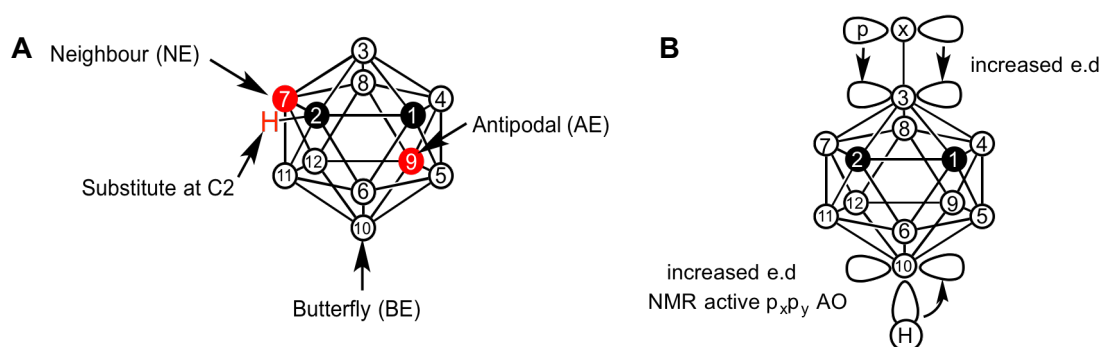 A
Neighbour (NE)
3
8
7
4
H
2
1
Antipodal (AE)
12
9
Substitute at C2
11
5
6
10
Butterfly (BE)
B
p
x
increased e.d
3
8
7
4
2
1
12
9
11
5
6
increased e.d
10
NMR active pxpy AO
H